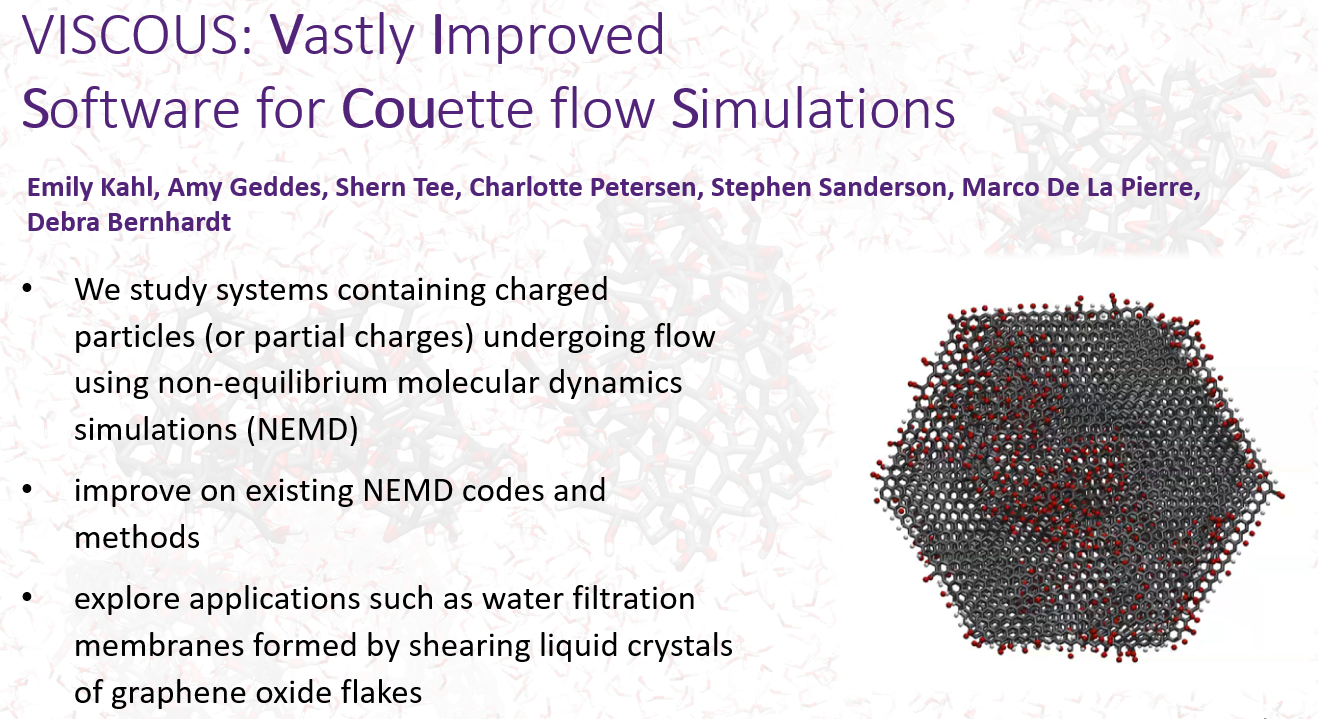 VISCOUS: Vastly Improved
Software for Couette flow Simulations
Emily Kahl, Amy Geddes, Shern Tee, Charlotte Petersen, Stephen Sanderson, Marco De La Pierre,
Debra Bernhardt
• We study systems containing charged
particles (or partial charges) undergoing flow
using non-equilibrium molecular dynamics
simulations (NEMD)
• improve on existing NEMD codes and
methods
• explore applications such as water filtration
membranes formed by shearing liquid crystals
of graphene oxide flakes